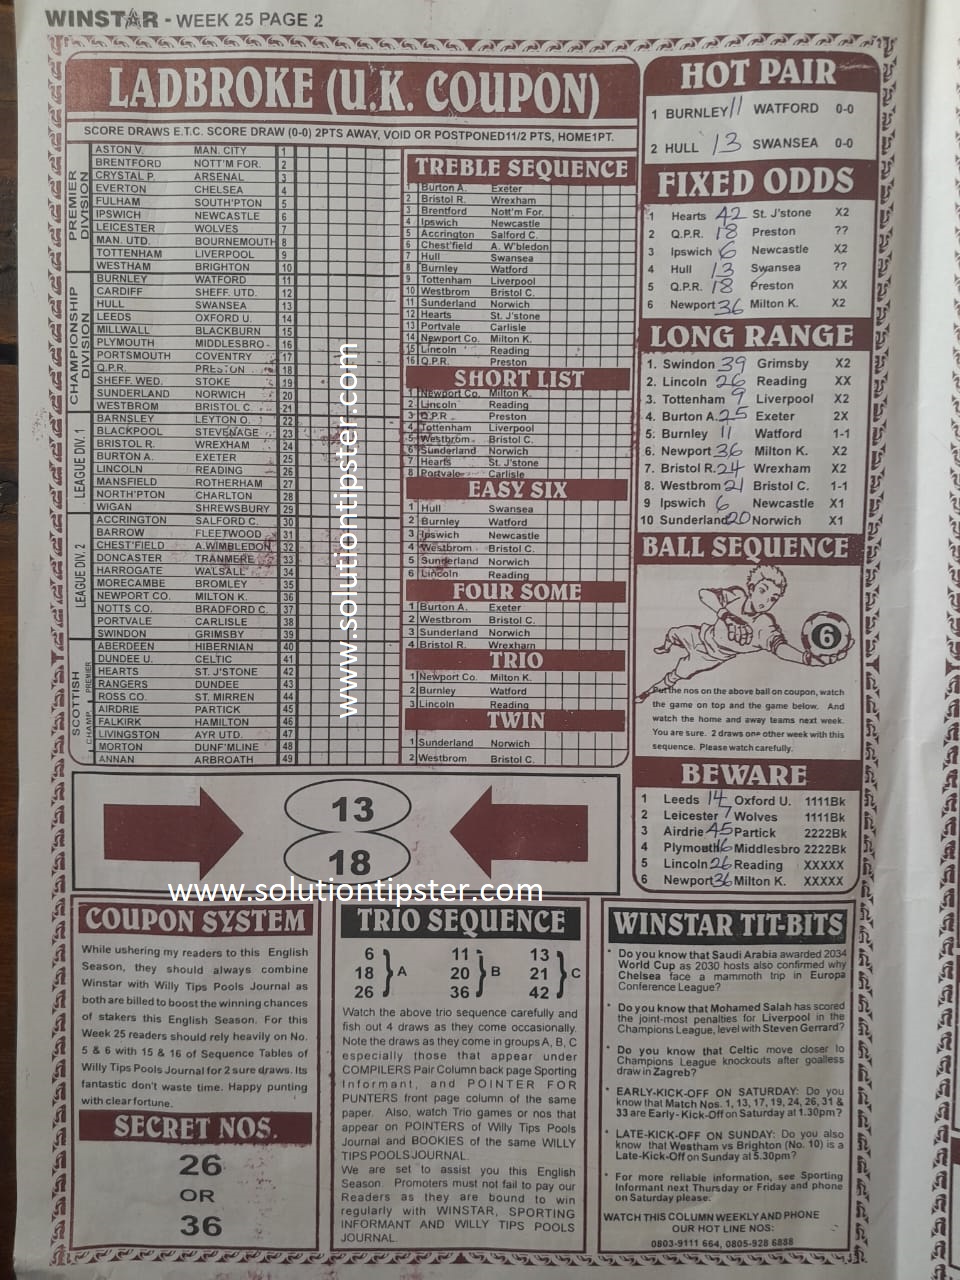 WINSTAR - WEEK 25 PAGE 2
LADBROKE (U.K. COUPON)
SCORE DRAWS E.T.C. SCORE DRAW (0-0) 2PTS AWAY, VOID OR POSTPONED11/2 PTS, HOME1PT.
PREMIER DIVISION
ASTON V. MAN. CITY 1
BRENTFORD NOTT'M FOR. 2
CRYSTAL P. ARSENAL 3
EVERTON CHELSEA 4
FULHAM SOUTH'PTON 5
IPSWICH NEWCASTLE 6
LEICESTER WOLVES 7
MAN. UTD. BOURNEMOUTH 8
TOTTENHAM LIVERPOOL 9
WESTHAM BRIGHTON 10
CHAMPIONSHIP DIVISION
BURNLEY WATFORD 11
CARDIFF SHEFF. UTD. 12
HULL SWANSEA 13
LEEDS OXFORD U. 14
MILLWALL BLACKBURN 15
PLYMOUTH MIDDLESBRO 16
PORTSMOUTH COVENTRY 17
Q.P.R. PRESTON 18
SHEFF. WED. STOKE 19
SUNDERLAND NORWICH 20
WESTBROM BRISTOL C. 21
LEAGUE DIV. 1
BARNSLEY LEYTON O. 22
BLACKPOOL STEVENAGE 23
BRISTOL R. WREXHAM 24
BURTON A. EXETER 25
LINCOLN READING 26
MANSFIELD ROTHERHAM 27
NORTH'PTON CHARLTON 28
WIGAN SHREWSBURY 29
LEAGUE DIV. 2
ACCRINGTON SALFORD C. 30
BARROW FLEETWOOD 31
CHEST'FIELD A.WIMBLEDON 32
DONCASTER TRANMERE 33
HARROGATE WALSALL 34
MORECAMBE BROMLEY 35
NEWPORT CO. MILTON K. 36
NOTTS CO. BRADFORD C. 37
PORTVALE CARLISLE 38
SWINDON GRIMSBY 39
SCOTTISH
PREMIER
ABERDEEN HIBERNIAN 40
DUNDEE U. CELTIC 41
HEARTS ST. J'STONE 42
RANGERS DUNDEE 43
ROSS CO. ST. MIRREN 44
CHAMP.
AIRDRIE PARTICK 45
FALKIRK HAMILTON 46
LIVINGSTON AYR UTD. 47
MORTON DUNF'MLINE 48
ANNAN ARBROATH 49
TREBLE SEQUENCE
1 Burton A. Exeter
2 Bristol R. Wrexham
3 Brentford Nott'm For.
4 Ipswich Newcastle
5 Accrington Salford C.
6 Chest'field A. W'bledon
7 Hull Swansea
8 Burnley Watford
9 Tottenham Liverpool
10 Westbrom Bristol C.
11 Sunderland Norwich
12 Hearts St. J'stone
13 Portvale Carlisle
14 Newport Co. Milton K.
15 Lincoln Reading
16 Q.P.R. Preston
SHORT LIST
1 Newport Co. Milton K.
2 Lincoln Reading
3 Q.P.R. Preston
4 Tottenham Liverpool
5 Westbrom Bristol C.
6 Sunderland Norwich
7 Hearts St. J'stone
8 Portvale Carlisle
EASY SIX
1 Hull Swansea
2 Burnley Watford
3 Ipswich Newcastle
4 Westbrom Bristol C.
5 Sunderland Norwich
6 Lincoln Reading
FOUR SOME
1 Burton A. Exeter
2 Westbrom Bristol C.
3 Sunderland Norwich
4 Bristol R. Wrexham
TRIO
1 Newport Co. Milton K.
2 Burnley Watford
3 Lincoln Reading
TWIN
1 Sunderland Norwich
2 Westbrom Bristol C.
HOT PAIR
1 BURNLEY 11 WATFORD 0-0
2 HULL 13 SWANSEA 0-0
FIXED ODDS
1 Hearts 42 St. J'stone X2
2 Q.P.R. 18 Preston ??
3 Ipswich 6 Newcastle X2
4 Hull 13 Swansea ??
5 Q.P.R. 18 Preston XX
6 Newport 36 Milton K. X2
LONG RANGE
1. Swindon 39 Grimsby X2
2. Lincoln 26 Reading XX
3. Tottenham 9 Liverpool X2
4. Burton A. 25 Exeter 2X
5. Burnley 11 Watford 1-1
6. Newport 36 Milton K. X2
7. Bristol R. 24 Wrexham X2
8. Westbrom 21 Bristol C. 1-1
9 Ipswich 6 Newcastle X1
10 Sunderland 20 Norwich X1
BALL SEQUENCE
6
Put the nos on the above ball on coupon, watch
the game on top and the game below. And
watch the home and away teams next week.
You are sure. 2 draws one other week with this
sequence. Please watch carefully.
BEWARE
1 Leeds 14 Oxford U. 1111Bk
2 Leicester 7 Wolves 1111Bk
3 Airdrie 45 Partick 2222Bk
4 Plymouth 16 Middlesbro 2222Bk
5 Lincoln 26 Reading XXXXX
6 Newport 36 Milton K. XXXXX
13
18
www.solutiontipster.com
www.solutiontipster.com
COUPON SYSTEM
While ushering my readers to this English
Season, they should always combine
Winstar with Willy Tips Pools Journal as
both are billed to boost the winning chances
of stakers this English Season. For this
Week 25 readers should rely heavily on No.
5 & 6 with 15 & 16 of Sequence Tables of
Willy Tips Pools Journal for 2 sure draws. Its
fantastic don't waste time. Happy punting
with clear fortune.
SECRET NOS.
26
OR
36
TRIO SEQUENCE
6 11 13
18 A 20 B 21 C
26 36 42
Watch the above trio sequence carefully and
fish out 4 draws as they come occasionally.
Note the draws as come in groups A, B, C
especially those that appear under
COMPILERS Pair Column back page Sporting
Informant, and POINTER FOR
PUNTERS front page column of the same
paper. Also, watch Trio games or nos that
appear on POINTERS of Willy Tips Pools
Journal and BOOKIES of the same WILLY
TIPS POOLS JOURNAL.
We are set to assist you this English
Season. Promoters must not fail to pay our
Readers as they are bound to win
regularly with WINSTAR, SPORTING
INFORMANT AND WILLY TIPS POOLS
JOURNAL.
WINSTAR TIT-BITS
* Do you know that Saudi Arabia awarded 2034
World Cup as 2030 hosts also confirmed why
Chelsea face a mammoth trip in Europa
Conference League?
* Do you know that Mohamed Salah has scored
the joint-most penalties for Liverpool in the
Champions League, level with Steven Gerrard?
* Do you know that Celtic move closer to
Champions League knockouts after goalless
draw in Zagreb?
* EARLY-KICK-OFF ON SATURDAY: Do you
know that Match Nos. 1, 13, 17, 19, 24, 26, 31 &
33 are Early-Kick-Off on Saturday at 1.30pm?
* LATE-KICK-OFF ON SUNDAY: Do you also
know that Westham vs Brighton (No. 10) is a
Late-Kick-Off on Sunday at 5.30pm?
* For more reliable information, see Sporting
Informant next Thursday or Friday and phone
on Saturday please.
WATCH THIS COLUMN WEEKLY AND PHONE
OUR HOT LINE NOS:
0803-9111 664, 0805-928 6888